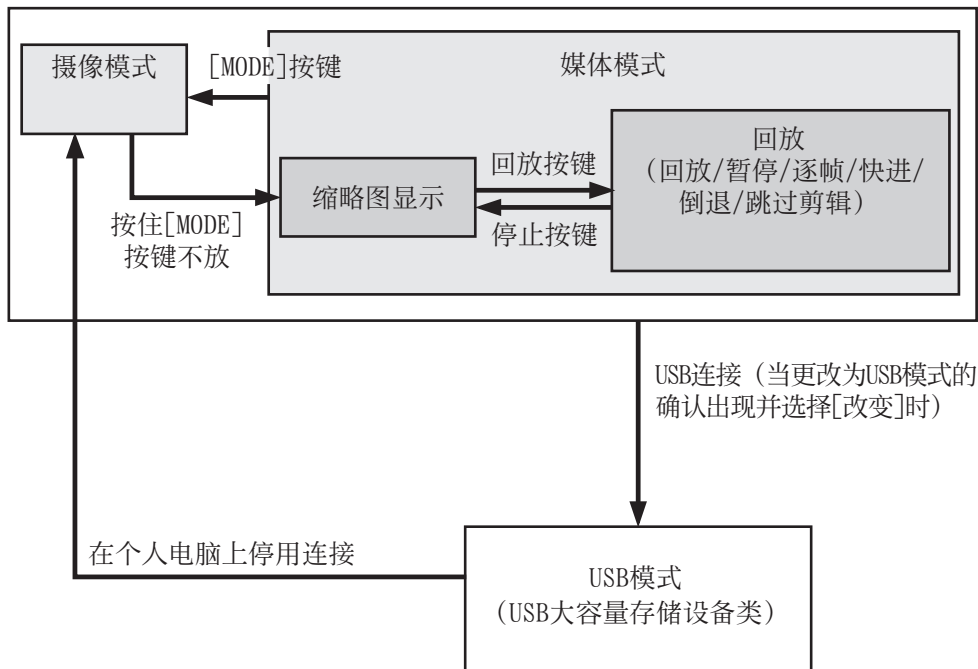 摄像模式
[MODE]按键
媒体模式
回放
（回放/暂停/逐帧/快进/
倒退/跳过剪辑）
回放按键
缩略图显示
停止按键
按住[MODE]
按键不放
USB连接（当更改为USB模式的
确认出现并选择[改变]时）
在个人电脑上停用连接
USB模式
（USB大容量存储设备类）